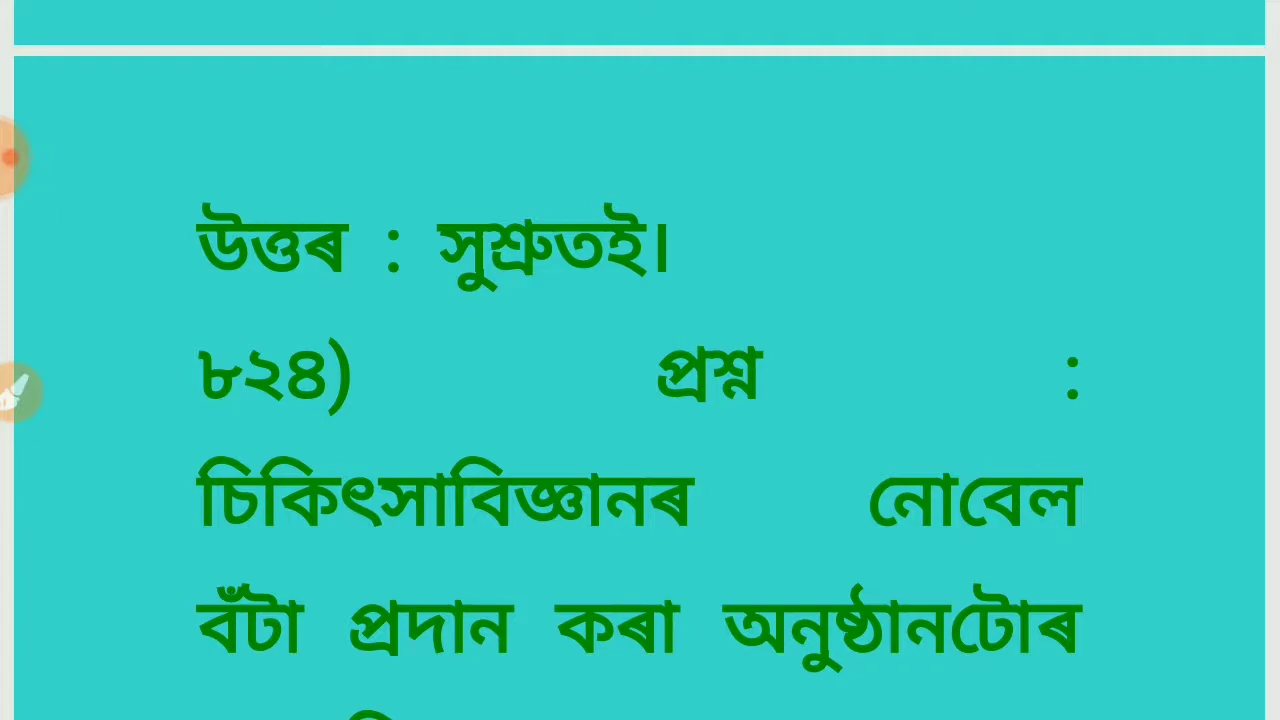 উত্তৰ : সুশ্ৰুতই।
৮২৪) প্ৰশ্ন :
চিকিৎসাবিজ্ঞানৰ নোবেল
বঁটা প্ৰদান কৰা অনুষ্ঠানটোৰ